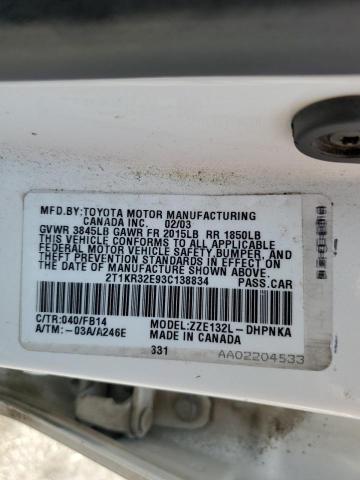 MFD.BY:TOYOTA MOTOR MANUFACTURING
CANADA INC. 02/03
GVWR 3845LB GAWR FR 2015LB RR 1850LB
THIS VEHICLE CONFORMS TO ALL APPLICABLE
FEDERAL MOTOR VEHICLE SAFETY,BUMPER, AND
THEFT PREVENTION STANDARDS IN EFFECT ON
THE DATE OF MANUFACTURE SHOWN ABOVE.
2T1KR32E93C138834 PASS.CAR
C/TR:040/FB14 MODEL:ZZE132L-DHPNKA
A/TM:-03A/A246E MADE IN CANADA
331 AA02204533